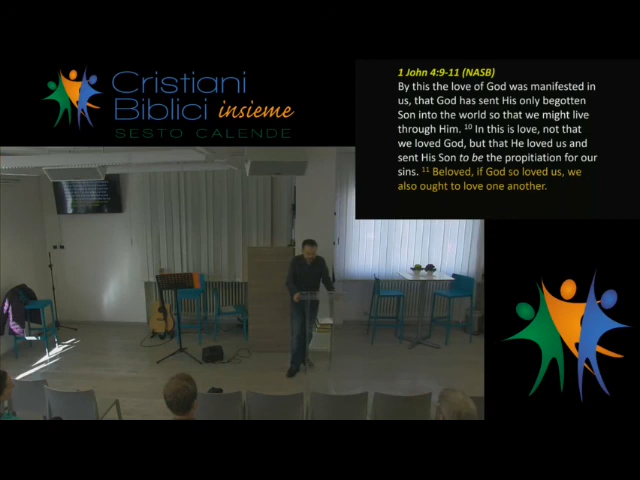 Cristiani
Biblici insieme
SESTO CALENDE
1 John 4:9-11 (NASB)
By this the love of God was manifested in
us, that God has sent His only begotten
Son into the world so that we might live
through Him. 10 In this is love, not that
we loved God, but that He loved us and
sent His Son to be the propitiation for our
sins. 11 Beloved, if God so loved us, we
also ought to love one another.